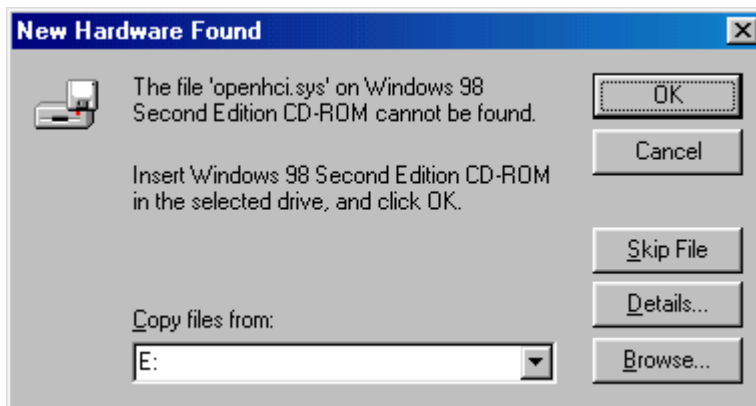 New Hardware Found
The file 'openhci.sys' on Windows 98
Second Edition CD-ROM cannot be found.
Insert Windows 98 Second Edition CD-ROM
in the selected drive, and click OK.
Copy files from:
E:
OK
Cancel
Skip File
Details...
Browse...